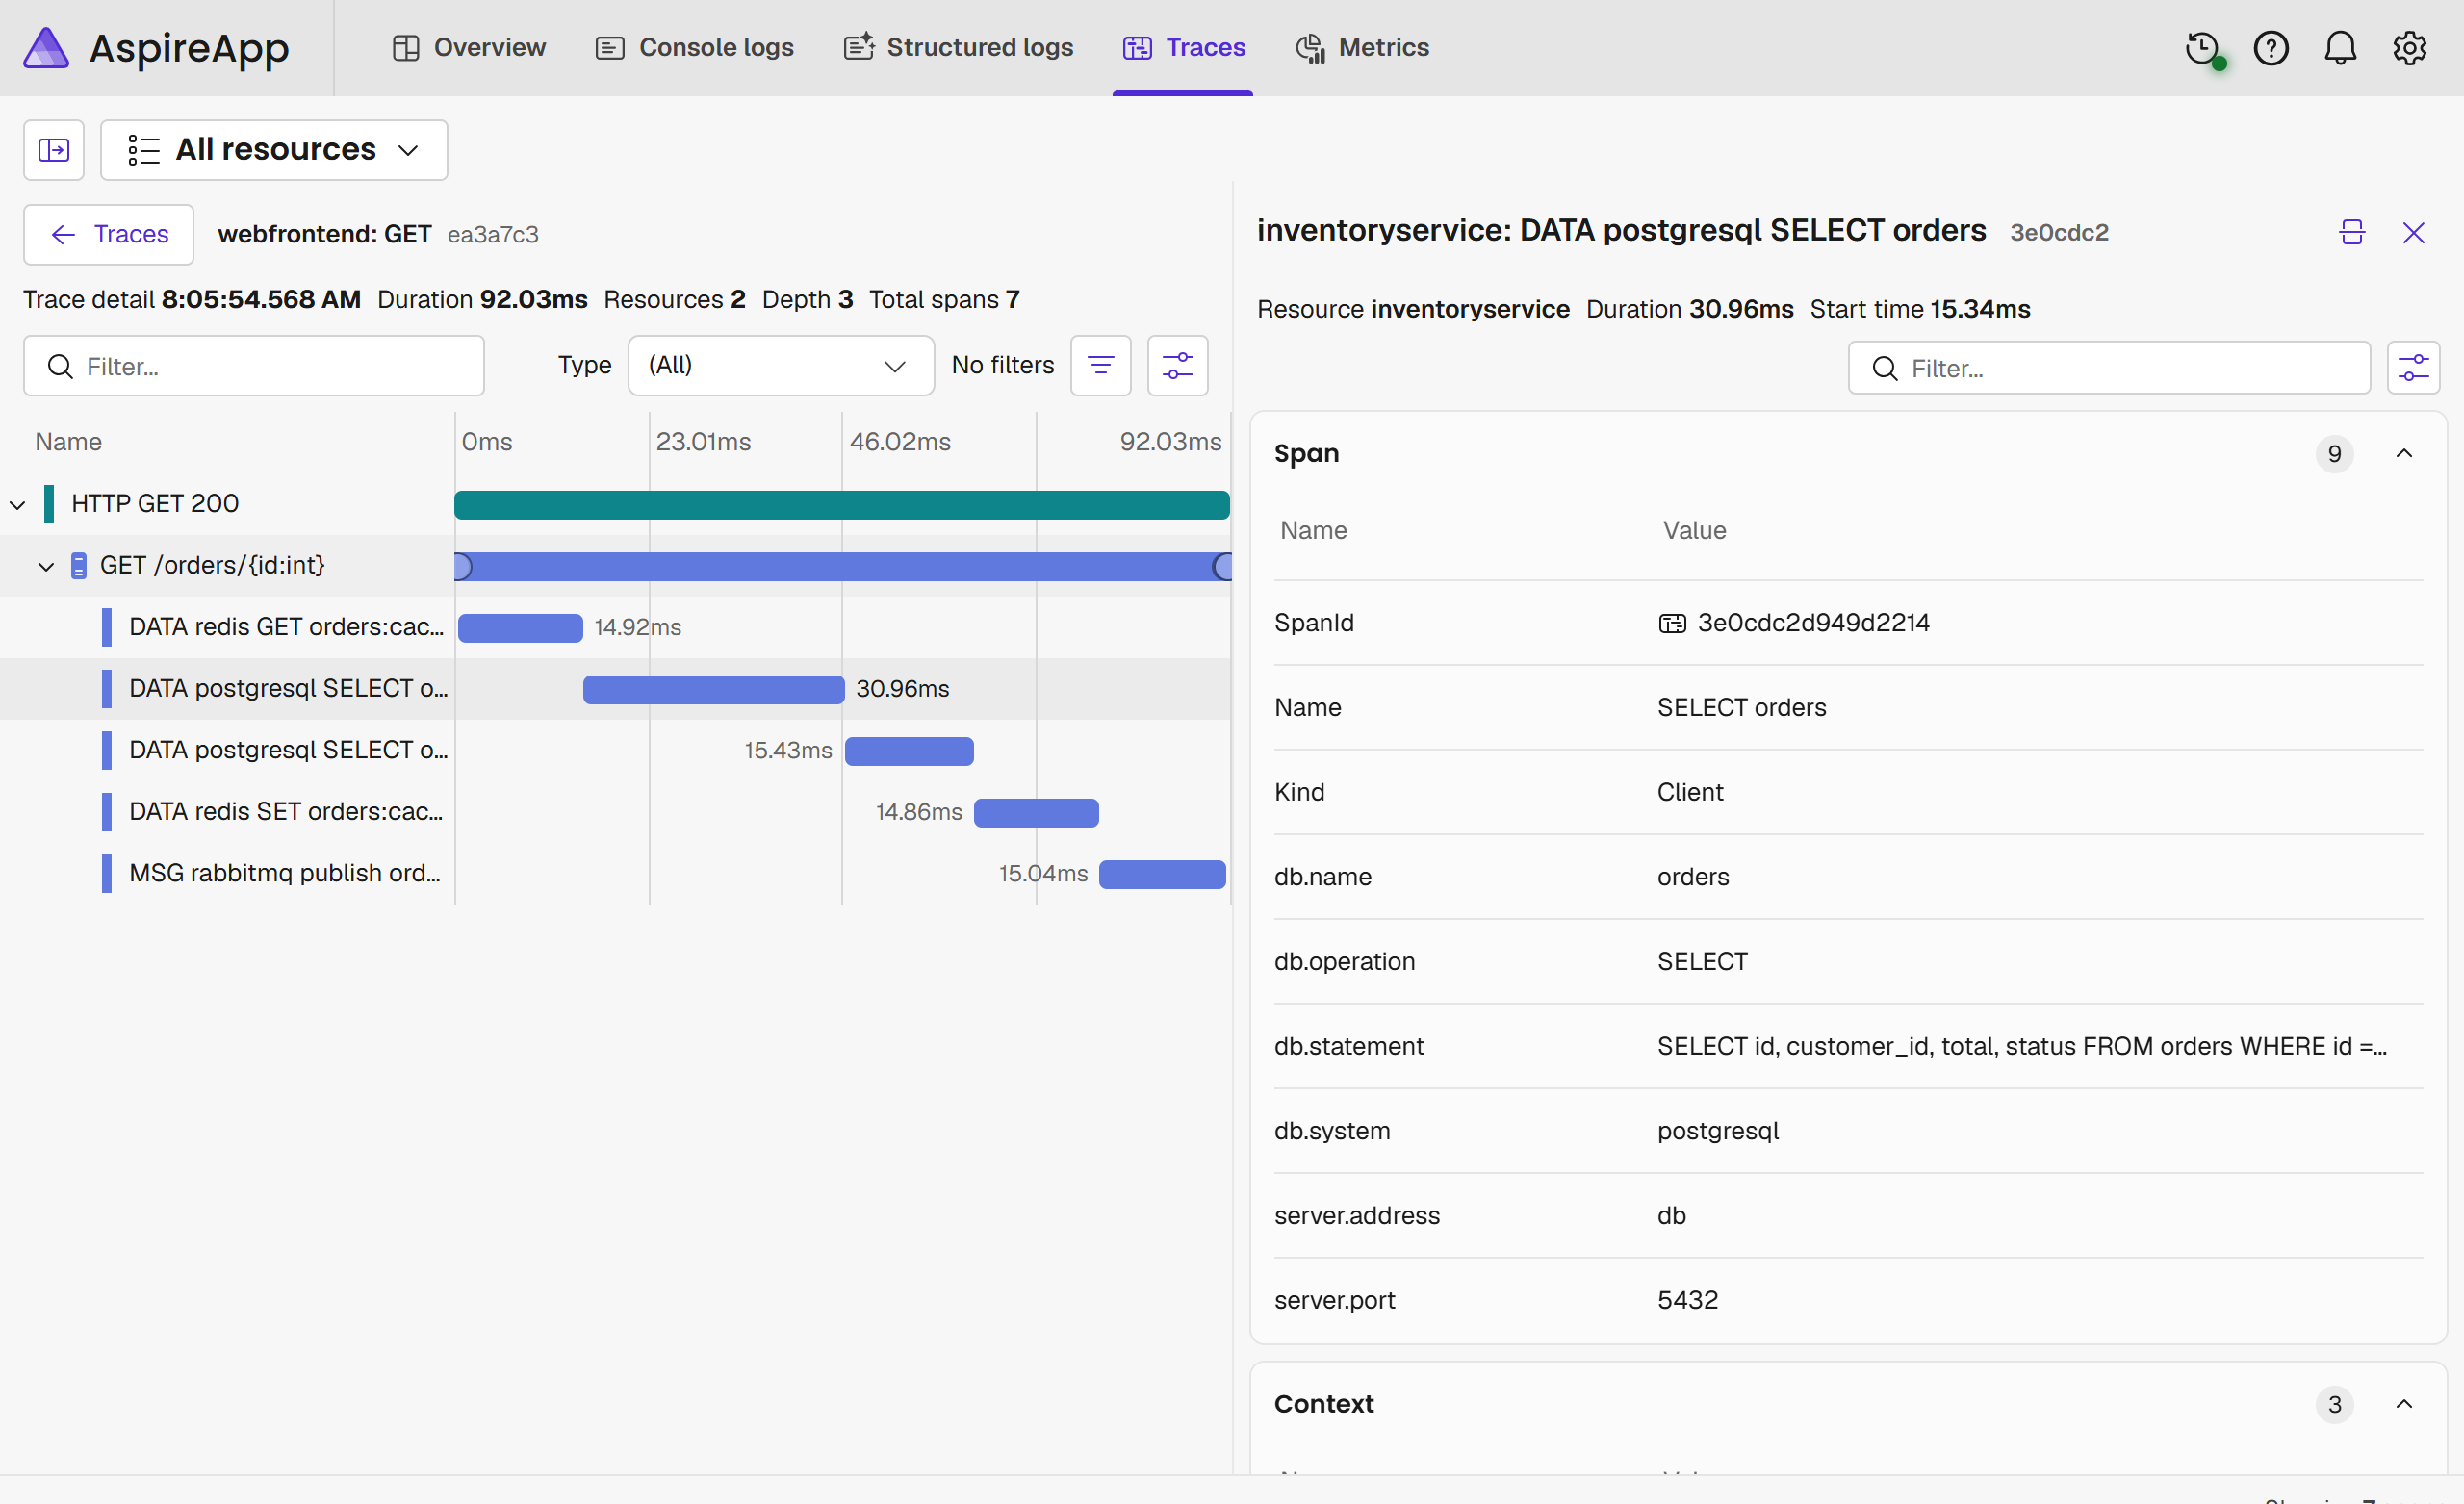 AspireApp
Overview
Console logs
Structured logs
Traces
Metrics
All resources
Traces
webfrontend: GET ea3a7c3
Trace detail 8:05:54.568 AM Duration 92.03ms Resources 2 Depth 3 Total spans 7
Filter...
Type
(All)
No filters
Name
0ms
23.01ms
46.02ms
92.03ms
HTTP GET 200
GET /orders/{id:int}
DATA redis GET orders:cac...
14.92ms
DATA postgresql SELECT o...
30.96ms
DATA postgresql SELECT o...
15.43ms
DATA redis SET orders:cac...
14.86ms
MSG rabbitmq publish ord...
15.04ms
inventoryservice: DATA postgresql SELECT orders 3e0cdc2
Resource inventoryservice Duration 30.96ms Start time 15.34ms
Filter...
Span
9
Name
Value
SpanId
3e0cdc2d949d2214
Name
SELECT orders
Kind
Client
db.name
orders
db.operation
SELECT
db.statement
SELECT id, customer_id, total, status FROM orders WHERE id =...
db.system
postgresql
server.address
db
server.port
5432
Context
3